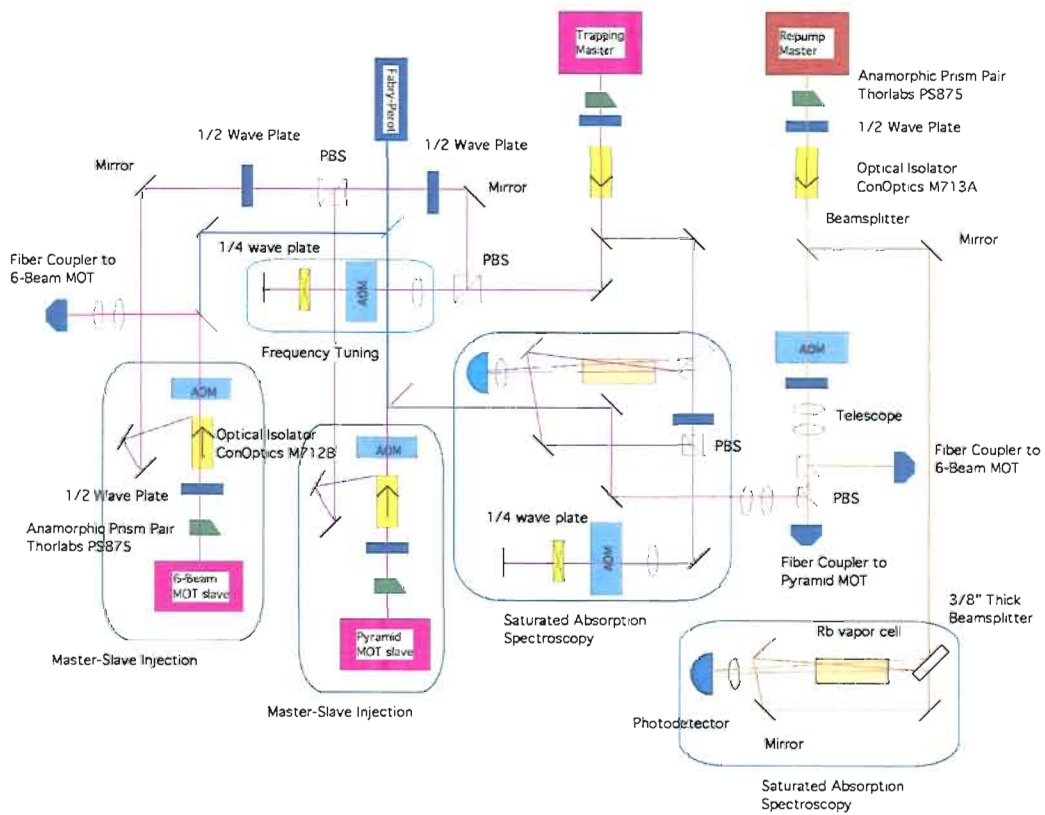 Trapping
Master
Repump
Master
Fabry-Perot
Anamorphic Prism Pair
Thorlabs PS875
1/2 Wave Plate
1/2 Wave Plate
PBS
1/2 Wave Plate
Mirror
Mirror
Optical Isolator
ConOptics M713A
Beamsplitter
Mirror
Fiber Coupler to
6-Beam MOT
1/4 wave plate
AOM
PBS
Frequency Tuning
AOM
Telescope
AOM
Optical Isolator
ConOptics M712B
AOM
PBS
Fiber Coupler to
6-Beam MOT
PBS
1/2 Wave Plate
Anamorphic Prism Pair
Thorlabs PS875
1/4 wave plate
AOM
Fiber Coupler to
Pyramid MOT
6-Beam
MOT slave
Pyramid
MOT slave
Saturated Absorption
Spectroscopy
3/8" Thick
Beamsplitter
Rb vapor cell
Master-Slave Injection
Master-Slave Injection
Photodetector
Mirror
Saturated Absorption
Spectroscopy